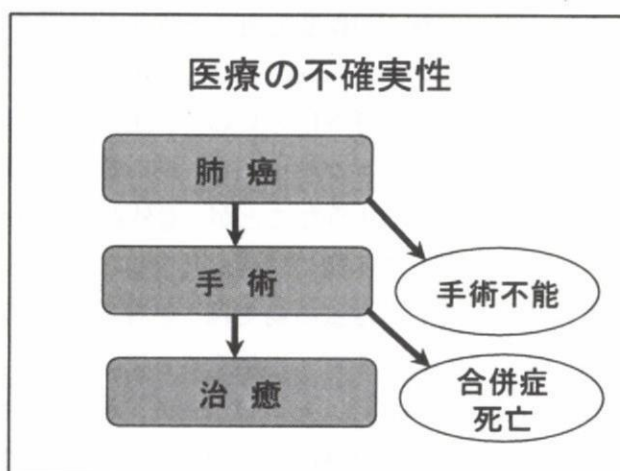 医療の不確実性
肺癌
手術
手術不能
治癒
合併症
死亡